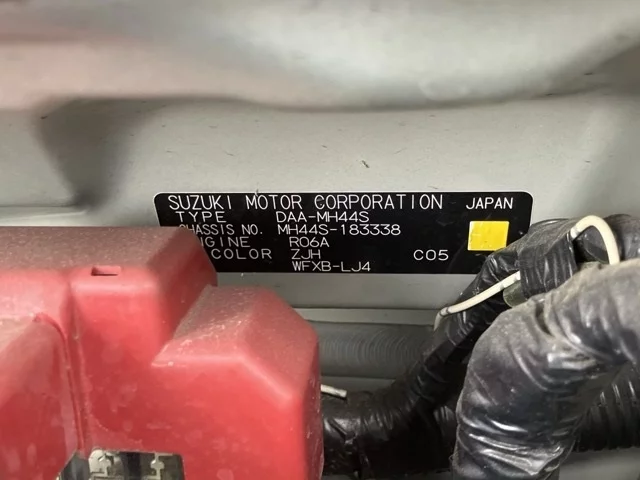 SUZUKI MOTOR CORPORATION JAPAN
TYPE DAA-MH44S
CHASSIS NO. MH44S-183338
ENGINE R06A
COLOR ZJH C05
WFXB-LJ4